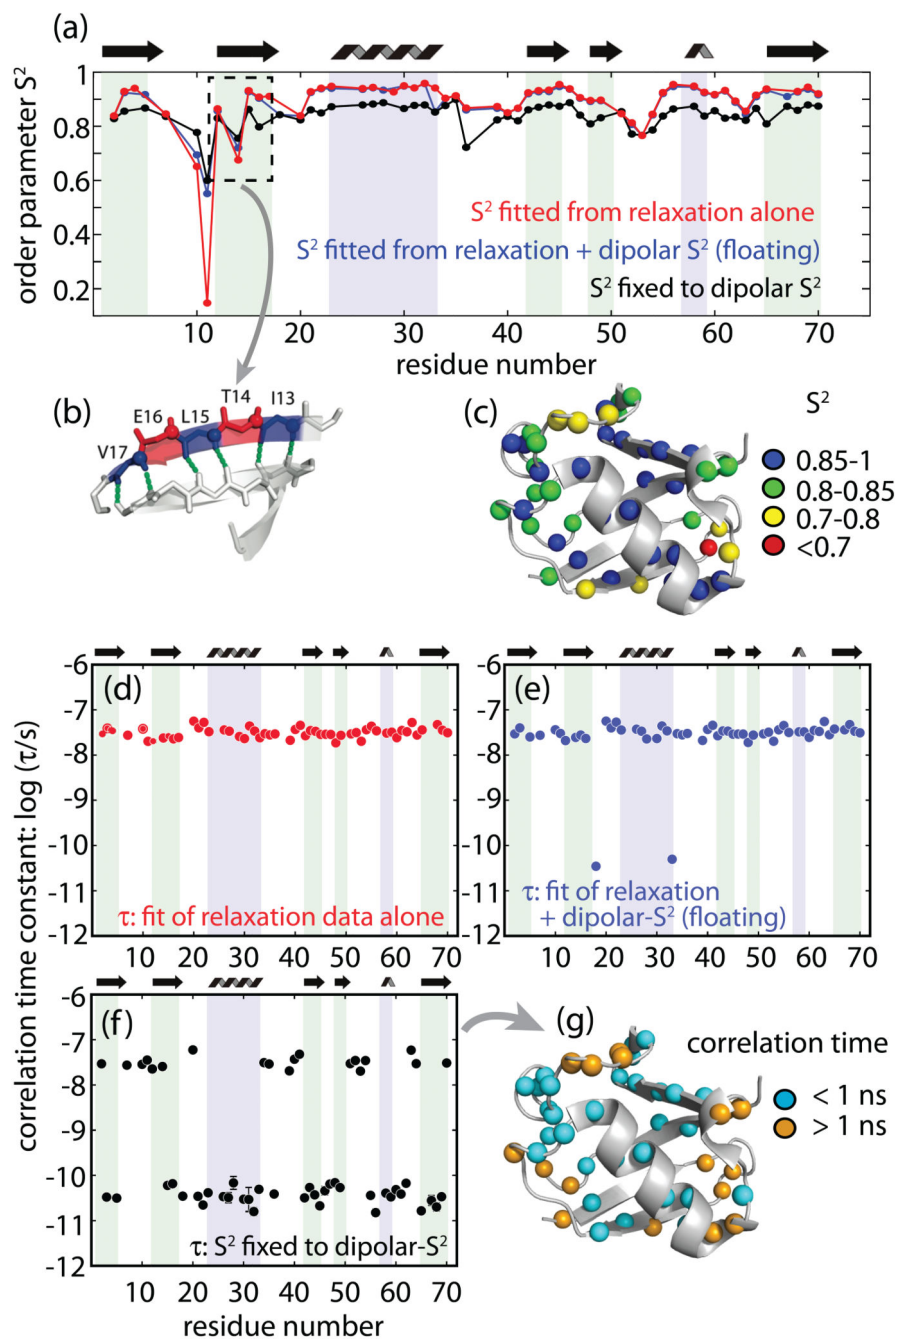 (a)
order parameter S²
1
0.8
0.6
0.4
0.2
S² fitted from relaxation alone
S² fitted from relaxation + dipolar S² (floating)
S² fixed to dipolar S²
10 20 30 40 50 60 70
residue number
(b)
V17 E16 L15 T14 I13
(c)
S²
0.85-1
0.8-0.85
0.7-0.8
<0.7
correlation time constant: log (τ/s)
(d)
-6
-7
-8
-9
-10
-11
-12
τ: fit of relaxation data alone
10 20 30 40 50 60 70
(e)
-6
-7
-8
-9
-10
-11
-12
τ: fit of relaxation
+ dipolar-S² (floating)
10 20 30 40 50 60 70
(f)
-6
-7
-8
-9
-10
-11
-12
τ: S² fixed to dipolar-S²
10 20 30 40 50 60 70
residue number
(g)
correlation time
< 1 ns
> 1 ns